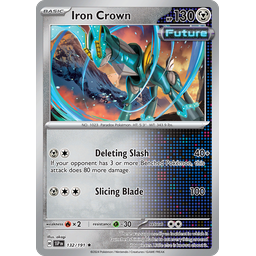 BASIC
Iron Crown
HP 130
Future
Deleting Slash 40+
If your opponent has 3 or more Benched Pokémon, this attack does 80 more damage.
Slicing Blade 100
weakness ×2 resistance -30 retreat
132/191